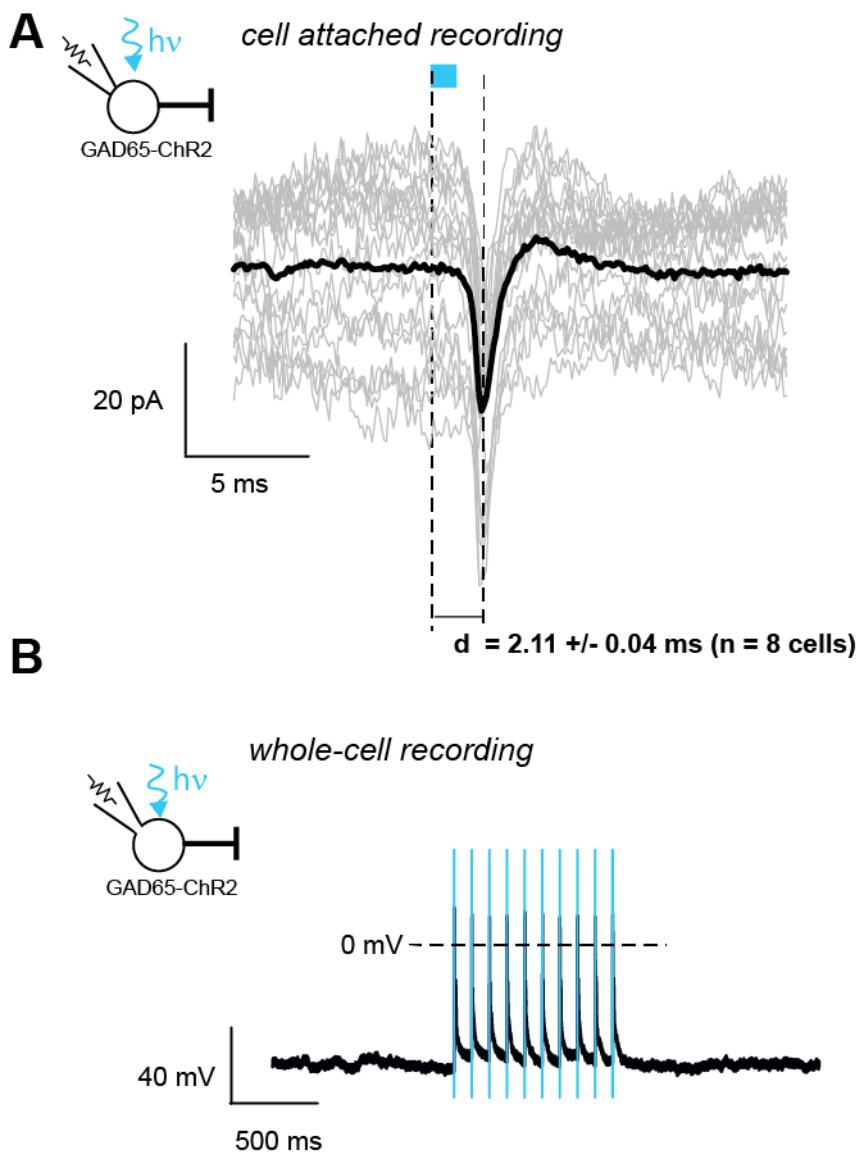 A
hν
cell attached recording
GAD65-ChR2
20 pA
5 ms
d = 2.11 +/- 0.04 ms (n = 8 cells)
B
whole-cell recording
hν
GAD65-ChR2
0 mV
40 mV
500 ms